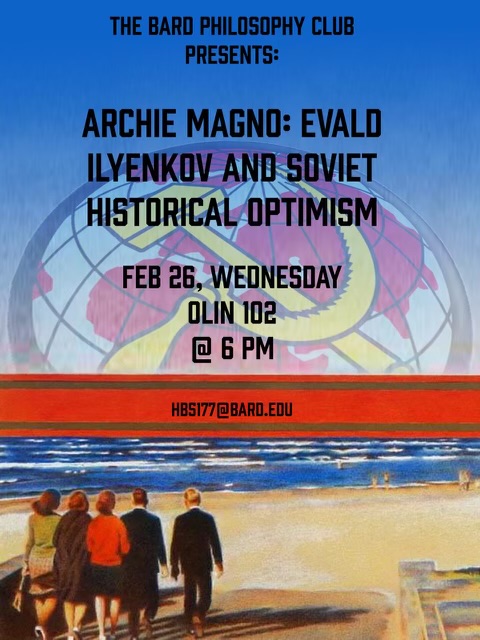 THE BARD PHILOSOPHY CLUB
PRESENTS:
ARCHIE MAGNO: EVALD
ILYENKOV AND SOVIET
HISTORICAL OPTIMISM
FEB 26, WEDNESDAY
OLIN 102
@ 6 PM
HBS177@BARD.EDU